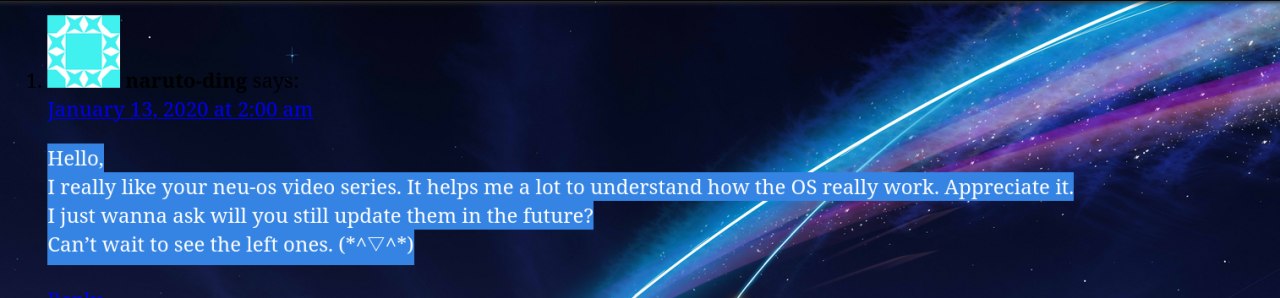 1. naruto-ding says:
January 13, 2020 at 2:00 am
Hello,
I really like your neu-os video series. It helps me a lot to understand how the OS really work. Appreciate it.
I just wanna ask will you still update them in the future?
Can’t wait to see the left ones. (*^▽^*)